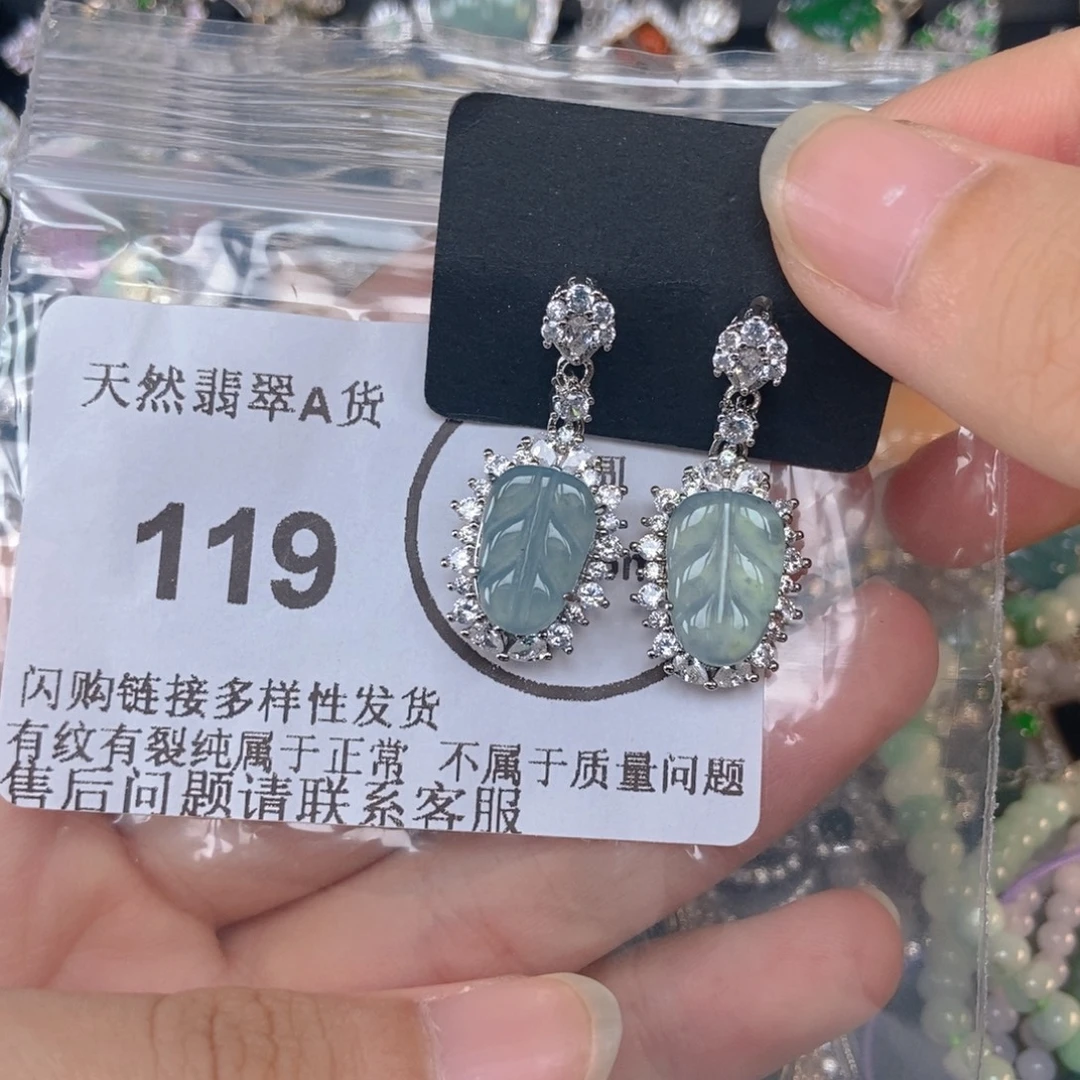 天然翡翠A货
119
闪购链接多样性发货
有纹有裂纯属于正常 不属于质量问题
售后问题请联系客服